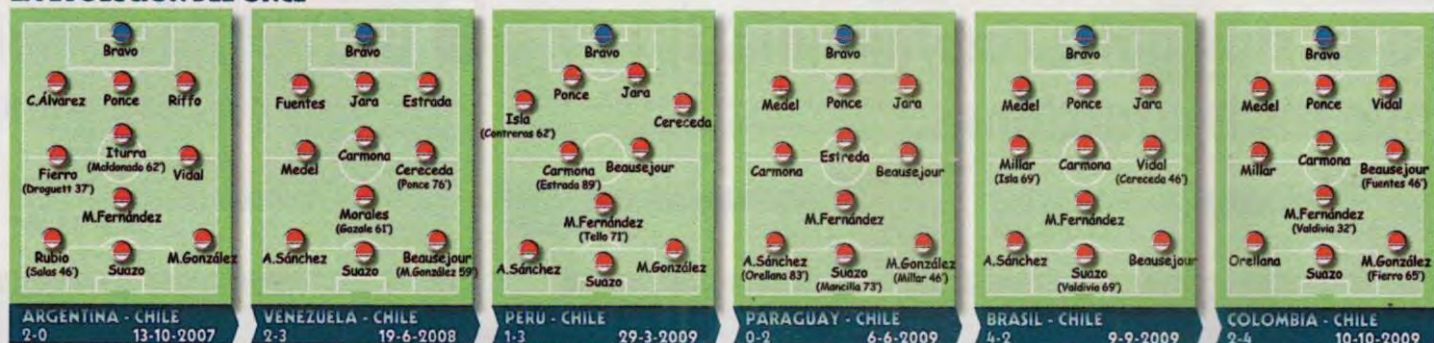 Bravo
C.Álvarez Ponce Riffo
Iturra
(Maldonado 62')
Fierro
(Droguett 37')
Vidal
M.Fernández
Rubio
(Salas 46')
Suazo
M.González
ARGENTINA - CHILE
2-0 13-10-2007
Bravo
Fuentes Jara Estrada
Medel
Carmona
Cereceda
(Ponce 76')
Morales
(Gazale 61')
A.Sánchez
Suazo
Beausejour
(M.González 59')
VENEZUELA - CHILE
2-3 19-6-2008
Bravo
Ponce Jara
Isla
(Contreras 62')
Cereceda
Carmona
(Estrada 89')
Beausejour
M.Fernández
(Tello 71')
A.Sánchez
Suazo
M.González
PERÚ - CHILE
1-3 29-3-2009
Bravo
Medel Ponce Jara
Estreda
Carmona
Beausejour
M.Fernández
A.Sánchez
(Orellana 83')
Suazo
(Mancilla 73')
M.González
(Millar 46')
PARAGUAY - CHILE
0-2 6-6-2009
Bravo
Medel Ponce Jara
Millar
(Isla 69')
Carmona
Vidal
(Cereceda 46')
M.Fernández
A.Sánchez
Suazo
(Valdivia 69')
Beausejour
BRASIL - CHILE
4-2 9-9-2009
Bravo
Medel Ponce Vidal
Millar
Carmona
Beausejour
(Fuentes 46')
M.Fernández
(Valdivia 32')
Orellana
Suazo
M.González
(Fierro 65')
COLOMBIA - CHILE
2-4 10-10-2009